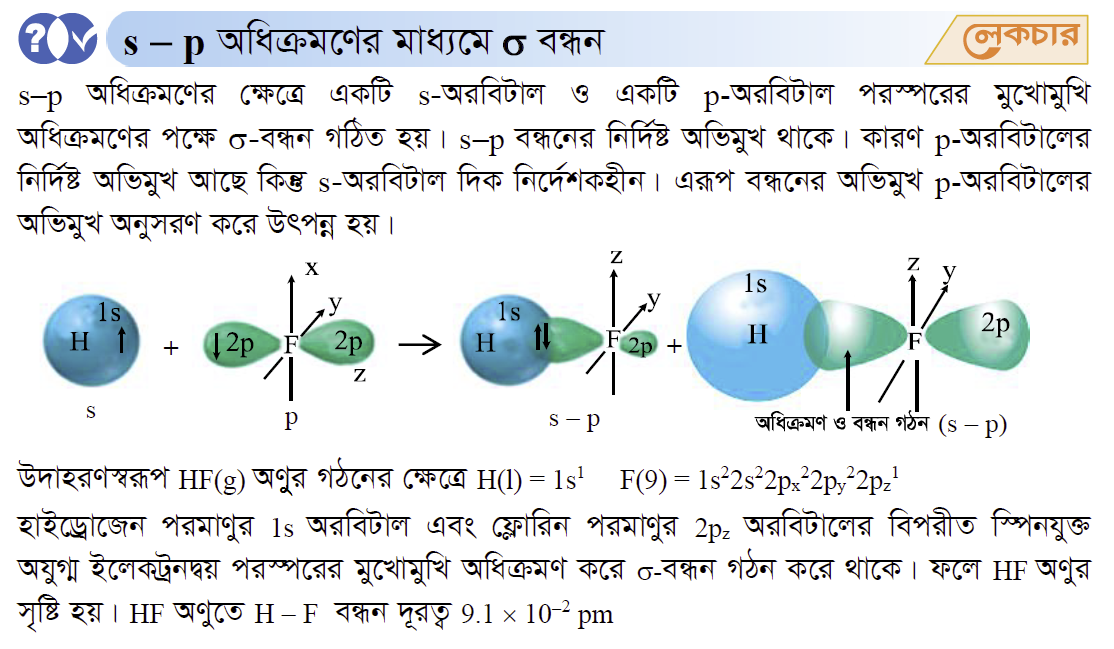 s – p অধিক্রমণের মাধ্যমে σ বন্ধন
লেকচার
s–p অধিক্রমণের ক্ষেত্রে একটি s-অরবিটাল ও একটি p-অরবিটাল পরস্পরের মুখোমুখি
অধিক্রমণের পক্ষে σ-বন্ধন গঠিত হয়। s–p বন্ধনের নির্দিষ্ট অভিমুখ থাকে। কারণ p-অরবিটালের
নির্দিষ্ট অভিমুখ আছে কিন্তু s-অরবিটাল দিক নির্দেশকহীন। এরূপ বন্ধনের অভিমুখ p-অরবিটালের
অভিমুখ অনুসরণ করে উৎপন্ন হয়।
1s H s
+
x y 2p F 2p z p
z y 1s H F 2p s – p
+
1s H z y F 2p
অধিক্রমণ ও বন্ধন গঠন (s – p)
উদাহরণস্বরূপ HF(g) অণুর গঠনের ক্ষেত্রে H(l) = 1s¹ F(9) = 1s²2s²2pₓ²2p_y²2p_z¹
হাইড্রোজেন পরমাণুর 1s অরবিটাল এবং ফ্লোরিন পরমাণুর 2p_z অরবিটালের বিপরীত স্পিনযুক্ত
অযুগ্ম ইলেকট্রনদ্বয় পরস্পরের মুখোমুখি অধিক্রমণ করে σ-বন্ধন গঠন করে থাকে। ফলে HF অণুর
সৃষ্টি হয়। HF অণুতে H – F বন্ধন দূরত্ব 9.1 × 10⁻² pm